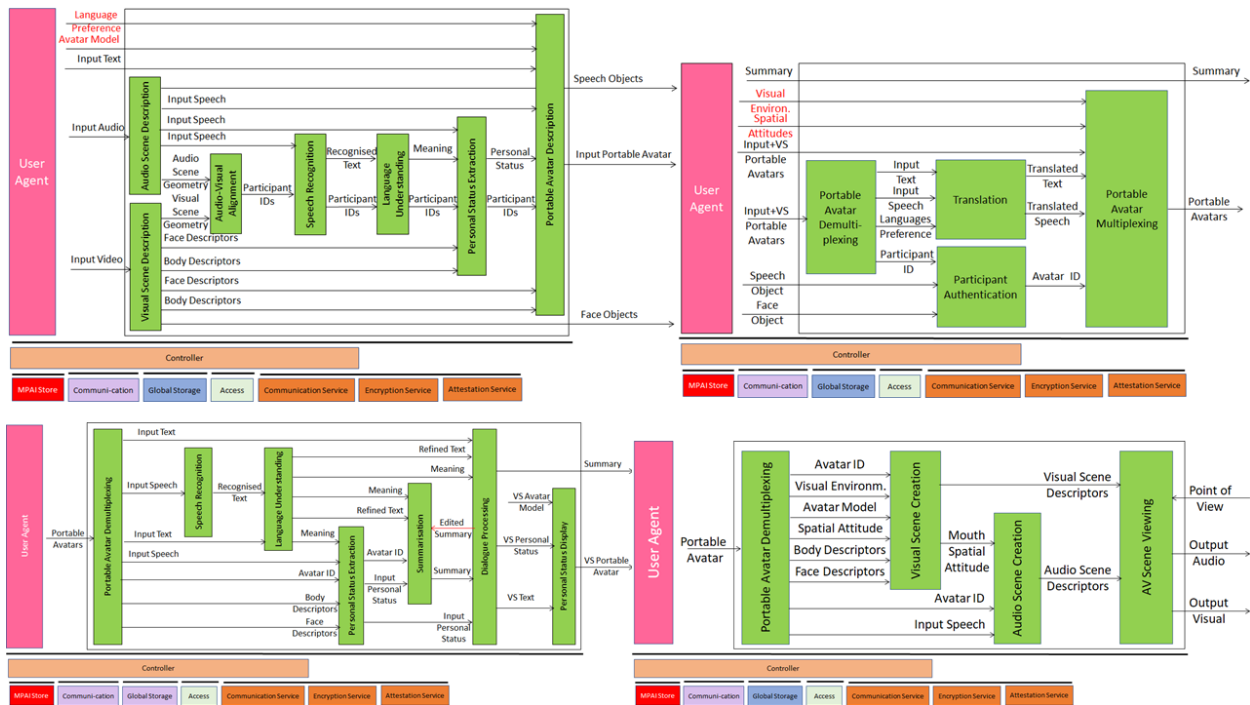 Language
Preference
Avatar Model
Input Text
User
Agent
Input Audio
Input Video
Audio Scene Description
Visual Scene Description
Input Speech
Input Speech
Input Speech
Audio
Scene
Geometry
Visual
Scene
Geometry
Audio-Visual
Alignment
Participant
IDs
Speech Recognition
Recognised
Text
Participant
IDs
Language
Understanding
Meaning
Participant
IDs
Personal Status Extraction
Personal
Status
Participant
IDs
Face Descriptors
Body Descriptors
Face Descriptors
Body Descriptors
Portable Avatar Description
Speech Objects
Input Portable Avatar
Face Objects
Controller
MPAI Store
Communi-cation
Global Storage
Access
Communication Service
Encryption Service
Attestation Service
User
Agent
Summary
Visual
Environ.
Spatial
Attitudes
Input+VS
Portable
Avatars
Input+VS
Portable
Avatars
Speech
Object
Face
Object
Portable
Avatar
Demulti-
plexing
Input
Text
Input
Speech
Languages
Preference
Participant
ID
Translation
Participant
Authentication
Translated
Text
Translated
Speech
Avatar ID
Portable
Avatar
Multiplexing
Summary
Portable
Avatars
Controller
MPAI Store
Communi-cation
Global Storage
Access
Communication Service
Encryption Service
Attestation Service
User Agent
Portable
Avatars
Portable Avatar Demultiplexing
Input Text
Input Speech
Speech Recognition
Recognised
Text
Language Understanding
Refined Text
Meaning
Meaning
Refined Text
Input Text
Input Speech
Meaning
Avatar ID
Body
Descriptors
Face
Descriptors
Personal Status Extraction
Avatar ID
Input
Personal
Status
Summarisation
Edited
Summary
Summary
Input
Personal
Status
Dialogue Processing
Summary
VS Avatar
Model
VS Personal
Status
VS Text
Personal Status Display
VS Portable
Avatar
Controller
MPAI Store
Communi-cation
Global Storage
Access
Communication Service
Encryption Service
Attestation Service
User Agent
Portable
Avatar
Portable Avatar Demultiplexing
Avatar ID
Visual Environm.
Avatar Model
Spatial Attitude
Body Descriptors
Face Descriptors
Avatar ID
Input Speech
Visual Scene Creation
Mouth
Spatial
Attitude
Audio Scene Creation
Visual Scene
Descriptors
Audio Scene
Descriptors
AV Scene Viewing
Point of
View
Output
Audio
Output
Visual
Controller
MPAI Store
Communi-cation
Global Storage
Access
Communication Service
Encryption Service
Attestation Service